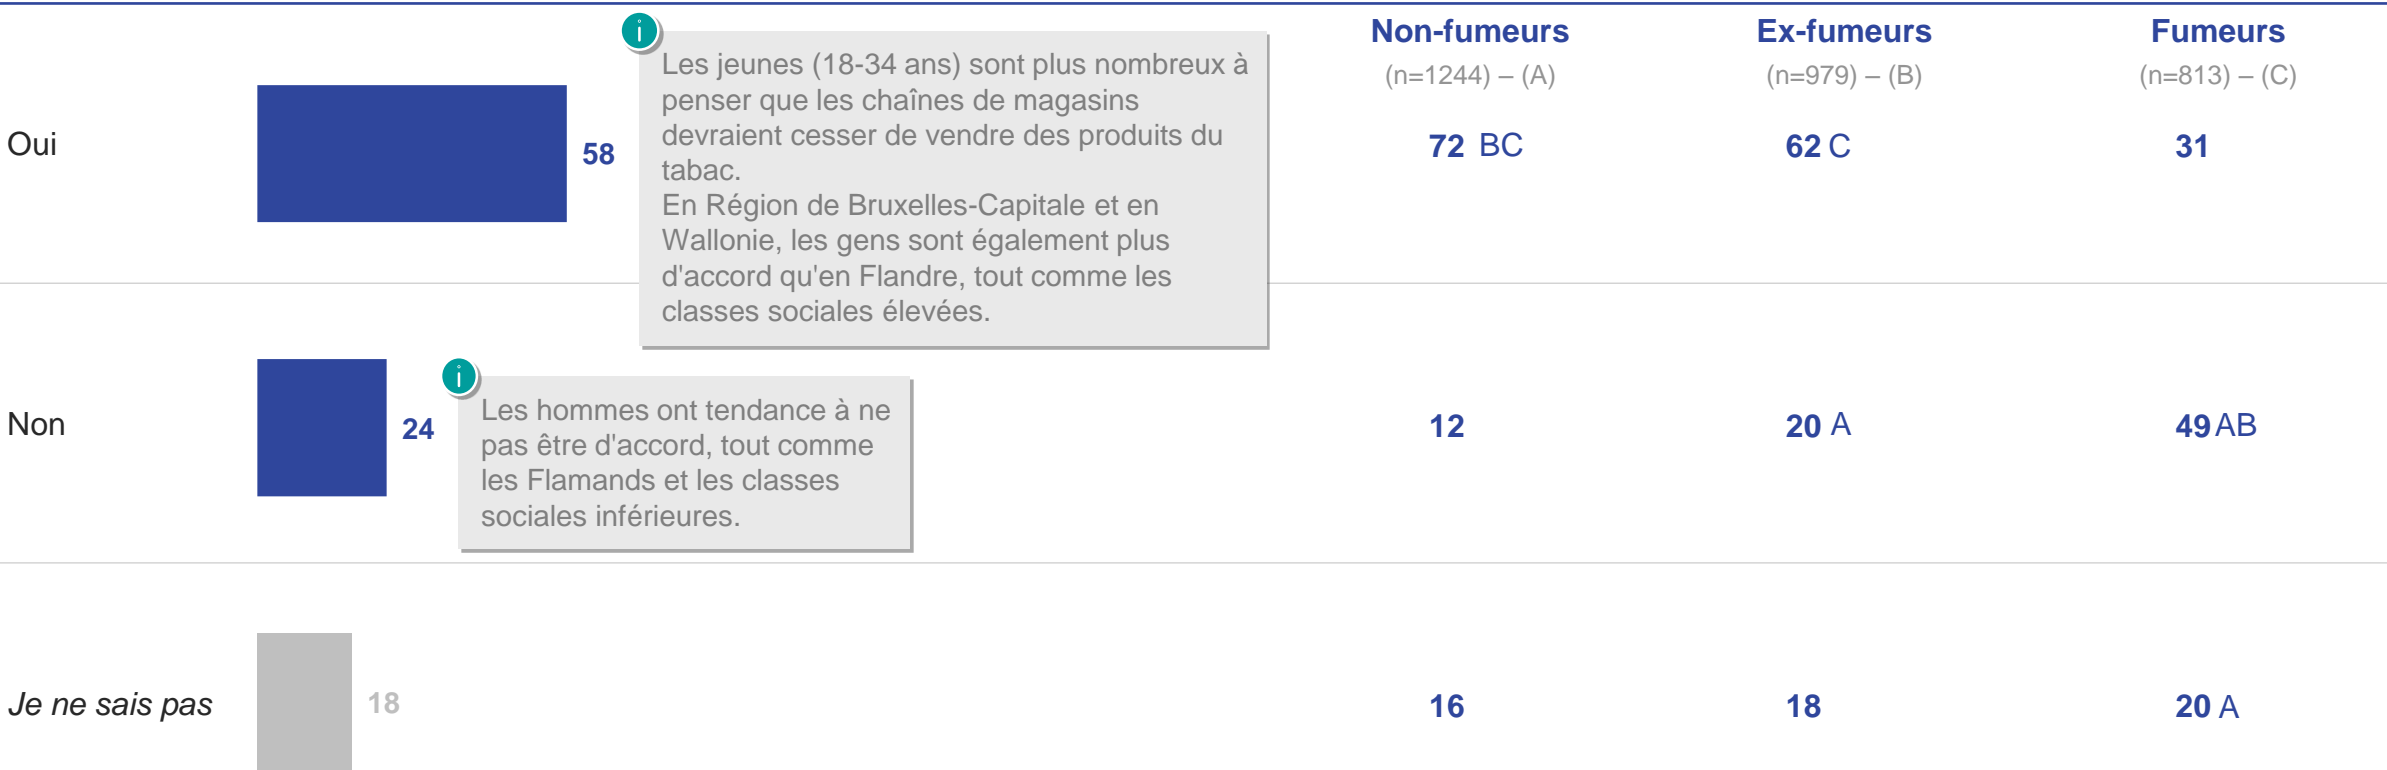 Non-fumeurs
Ex-fumeurs
Fumeurs
(n=1244) – (A)
(n=979) – (B)
(n=813) – (C)
Oui
58
i
Les jeunes (18-34 ans) sont plus nombreux à
penser que les chaînes de magasins
devraient cesser de vendre des produits du
tabac.
En Région de Bruxelles-Capitale et en
Wallonie, les gens sont également plus
d'accord qu'en Flandre, tout comme les
classes sociales élevées.
72 BC
62 C
31
Non
24
i
Les hommes ont tendance à ne
pas être d'accord, tout comme
les Flamands et les classes
sociales inférieures.
12
20 A
49 AB
Je ne sais pas
18
16
18
20 A